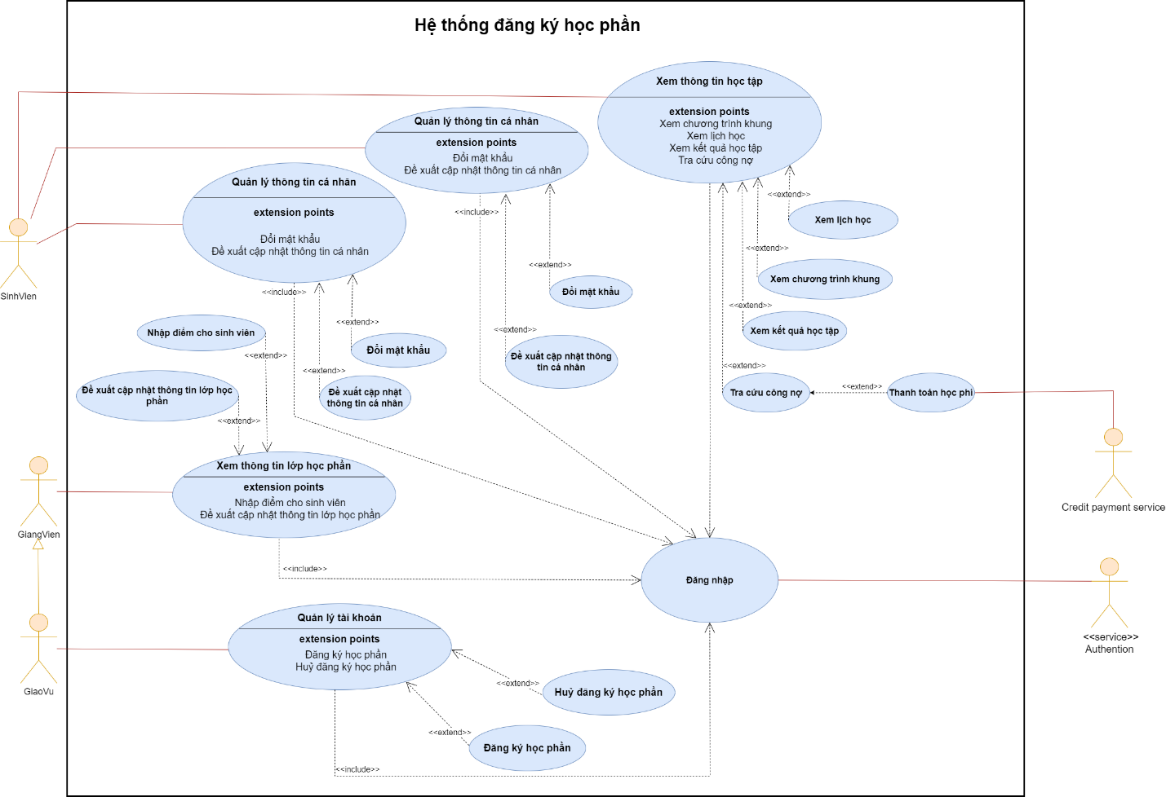 Hệ thống đăng ký học phần
Xem thông tin học tập
extension points
Xem chương trình khung
Xem lịch học
Xem kết quả học tập
Tra cứu công nợ
Quản lý thông tin cá nhân
extension points
Đổi mật khẩu
Đề xuất cập nhật thông tin cá nhân
Quản lý thông tin cá nhân
extension points
Đổi mật khẩu
Đề xuất cập nhật thông tin cá nhân
<<extend>>
<<include>>
Xem lịch học
SinhVien
<<extend>>
<<extend>>
Xem chương trình khung
<<include>>
Đổi mật khẩu
<<extend>>
<<extend>>
<<extend>>
Xem kết quả học tập
Nhập điểm cho sinh viên
<<extend>>
Đổi mật khẩu
Đề xuất cập nhật thông
tin cá nhân
<<extend>>
<<extend>>
Đề xuất cập nhật thông tin lớp học
phần
Đề xuất cập nhật
thông tin cá nhân
Tra cứu công nợ
<<extend>>
Thanh toán học phí
<<extend>>
Xem thông tin lớp học phần
extension points
Nhập điểm cho sinh viên
Đề xuất cập nhật thông tin lớp học phần
Credit payment service
GiangVien
<<include>>
Đăng nhập
Quản lý tài khoản
extension points
Đăng ký học phần
Huỷ đăng ký học phần
<<service>>
Authention
GiaoVu
<<extend>>
Huỷ đăng ký học phần
<<extend>>
Đăng ký học phần
<<include>>